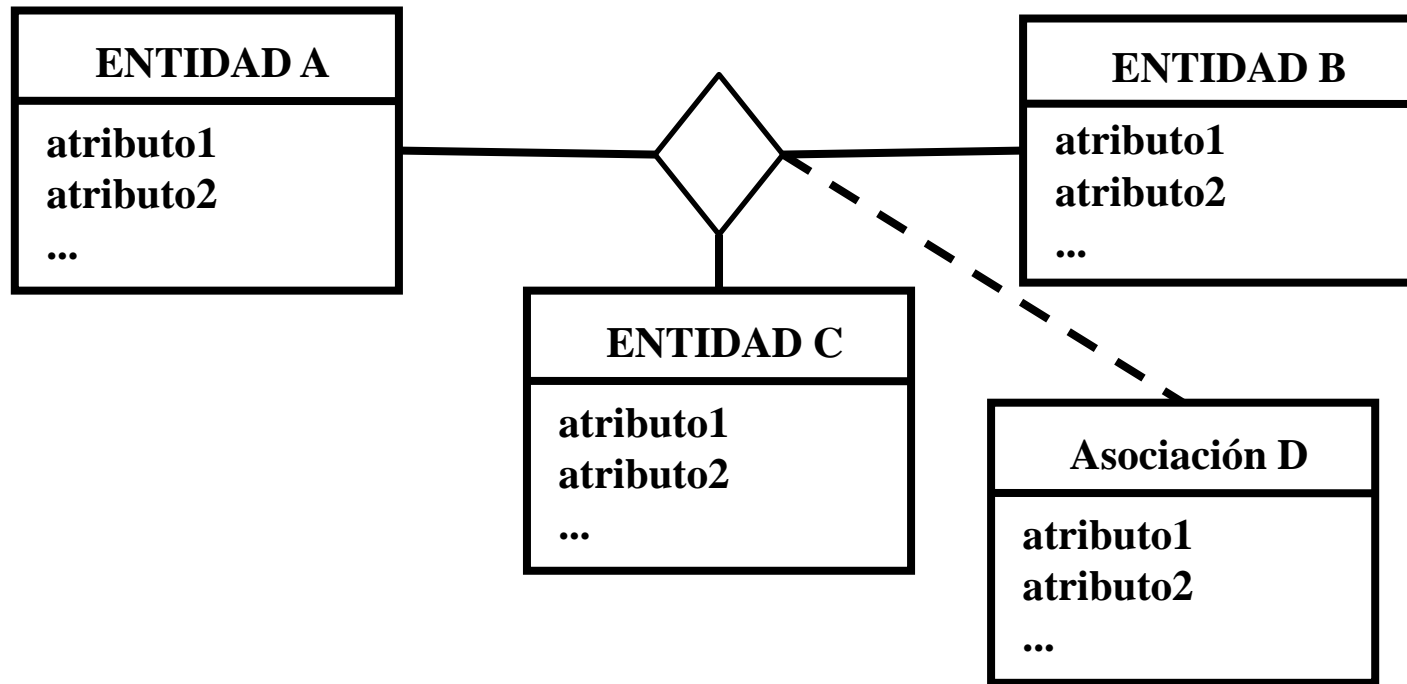 ENTIDAD A
atributo1
atributo2
...
ENTIDAD B
atributo1
atributo2
...
ENTIDAD C
atributo1
atributo2
...
Asociación D
atributo1
atributo2
...